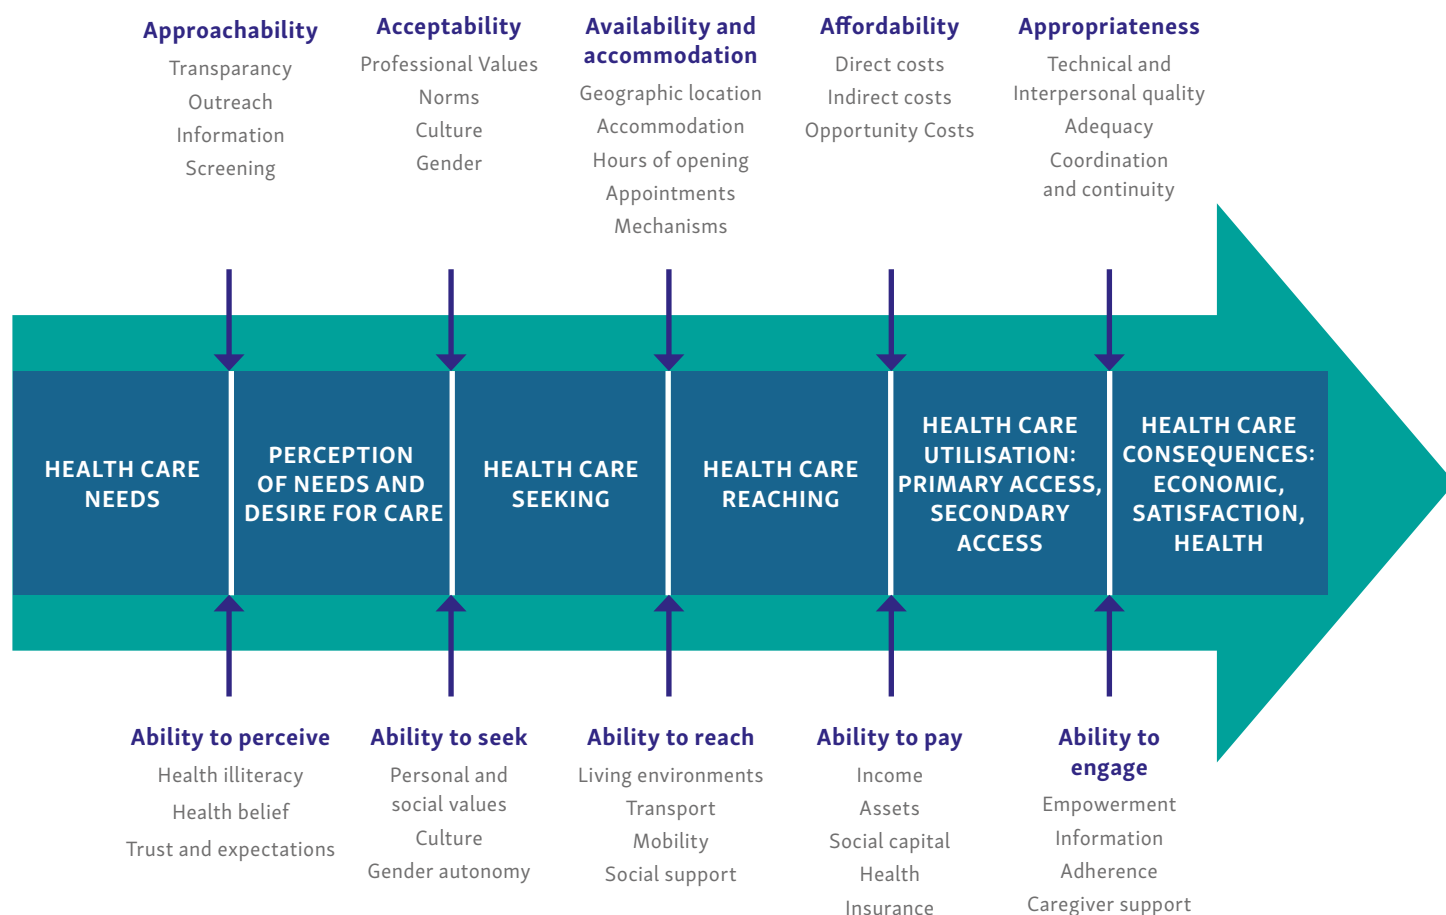 Approachability
Transparancy
Outreach
Information
Screening
Acceptability
Professional Values
Norms
Culture
Gender
Availability and
accommodation
Geographic location
Accommodation
Hours of opening
Appointments
Mechanisms
Affordability
Direct costs
Indirect costs
Opportunity Costs
Appropriateness
Technical and
Interpersonal quality
Adequacy
Coordination
and continuity
HEALTH CARE
NEEDS
PERCEPTION
OF NEEDS AND
DESIRE FOR CARE
HEALTH CARE
SEEKING
HEALTH CARE
REACHING
HEALTH CARE
UTILISATION:
PRIMARY ACCESS,
SECONDARY
ACCESS
HEALTH CARE
CONSEQUENCES:
ECONOMIC,
SATISFACTION,
HEALTH
Ability to perceive
Health illiteracy
Health belief
Trust and expectations
Ability to seek
Personal and
social values
Culture
Gender autonomy
Ability to reach
Living environments
Transport
Mobility
Social support
Ability to pay
Income
Assets
Social capital
Health
Insurance
Ability to
engage
Empowerment
Information
Adherence
Caregiver support